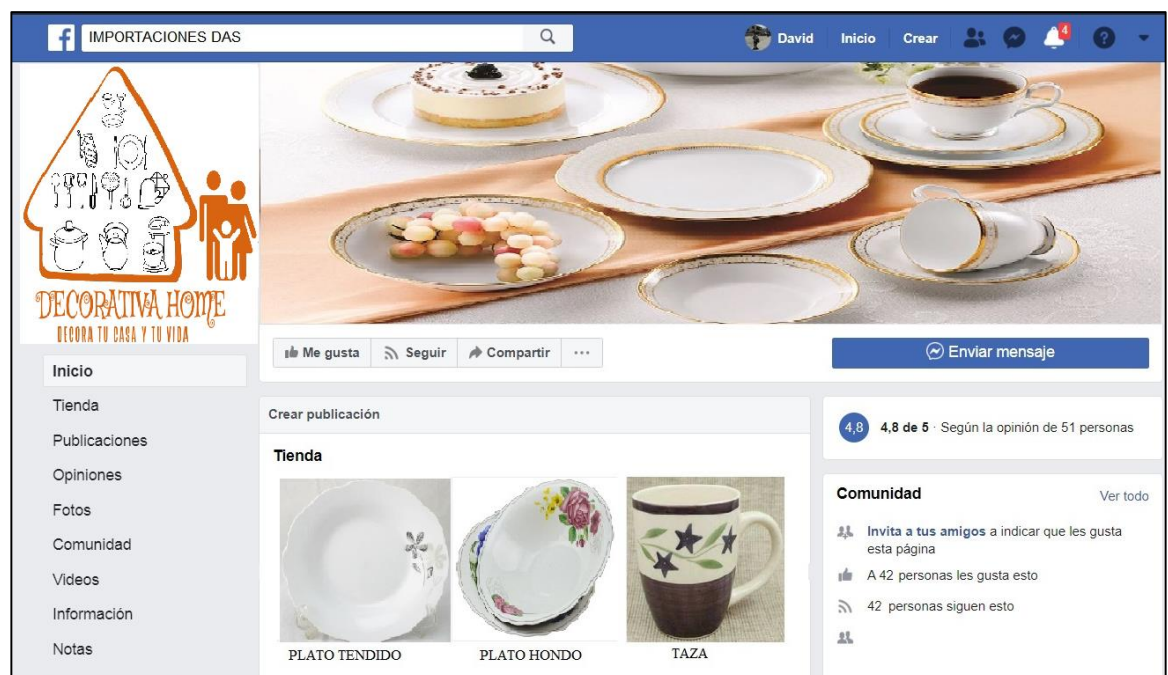 f IMPORTACIONES DAS
David Inicio Crear 4 ?
DECORATIVA HOME
DECORA TU CASA Y TU VIDA
Me gusta Seguir Compartir ...
Enviar mensaje
Inicio
Tienda
Publicaciones
Opiniones
Fotos
Comunidad
Videos
Información
Notas
Crear publicación
Tienda
PLATO TENDIDO
PLATO HONDO
TAZA
4,8 4,8 de 5 · Según la opinión de 51 personas
Comunidad Ver todo
Invita a tus amigos a indicar que les gusta
esta página
A 42 personas les gusta esto
42 personas siguen esto